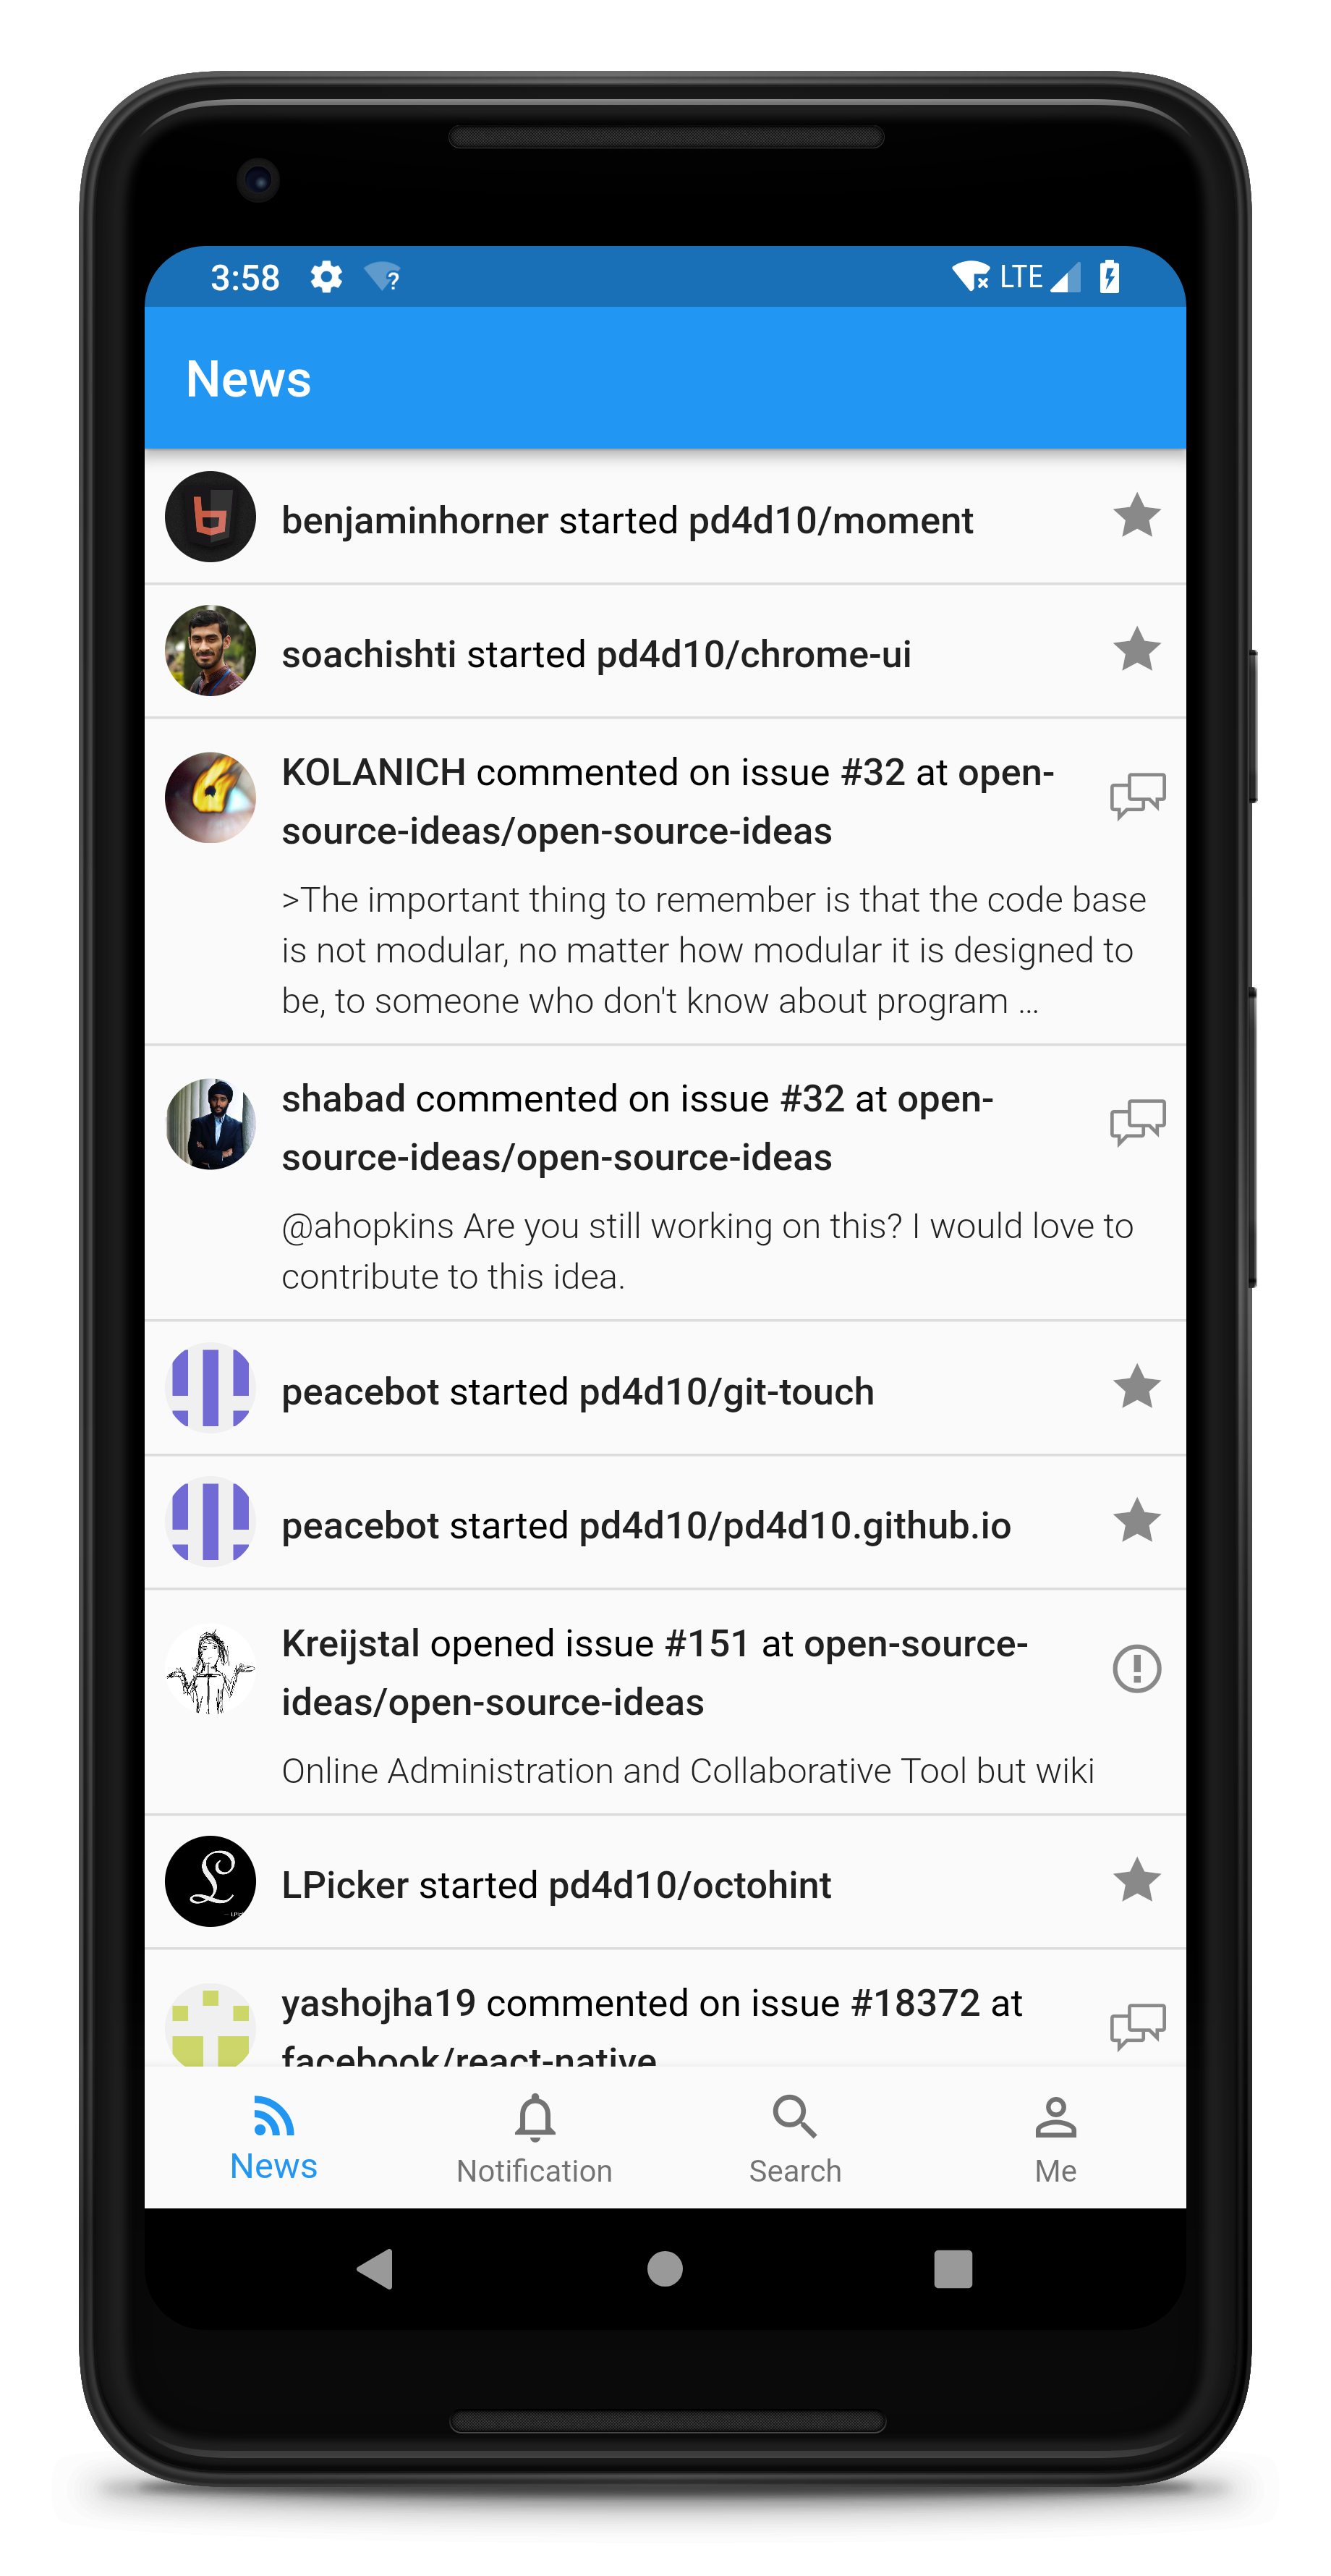 3:58
LTE
News
benjaminhorner started pd4d10/moment
soachishti started pd4d10/chrome-ui
KOLANICH commented on issue #32 at open-
source-ideas/open-source-ideas
>The important thing to remember is that the code base
is not modular, no matter how modular it is designed to
be, to someone who don't know about program ...
shabad commented on issue #32 at open-
source-ideas/open-source-ideas
@ahopkins Are you still working on this? I would love to
contribute to this idea.
peacebot started pd4d10/git-touch
peacebot started pd4d10/pd4d10.github.io
Kreijstal opened issue #151 at open-source-
ideas/open-source-ideas
Online Administration and Collaborative Tool but wiki
LPicker started pd4d10/octohint
yashojha19 commented on issue #18372 at
facebook/react-native
News
Notification
Search
Me